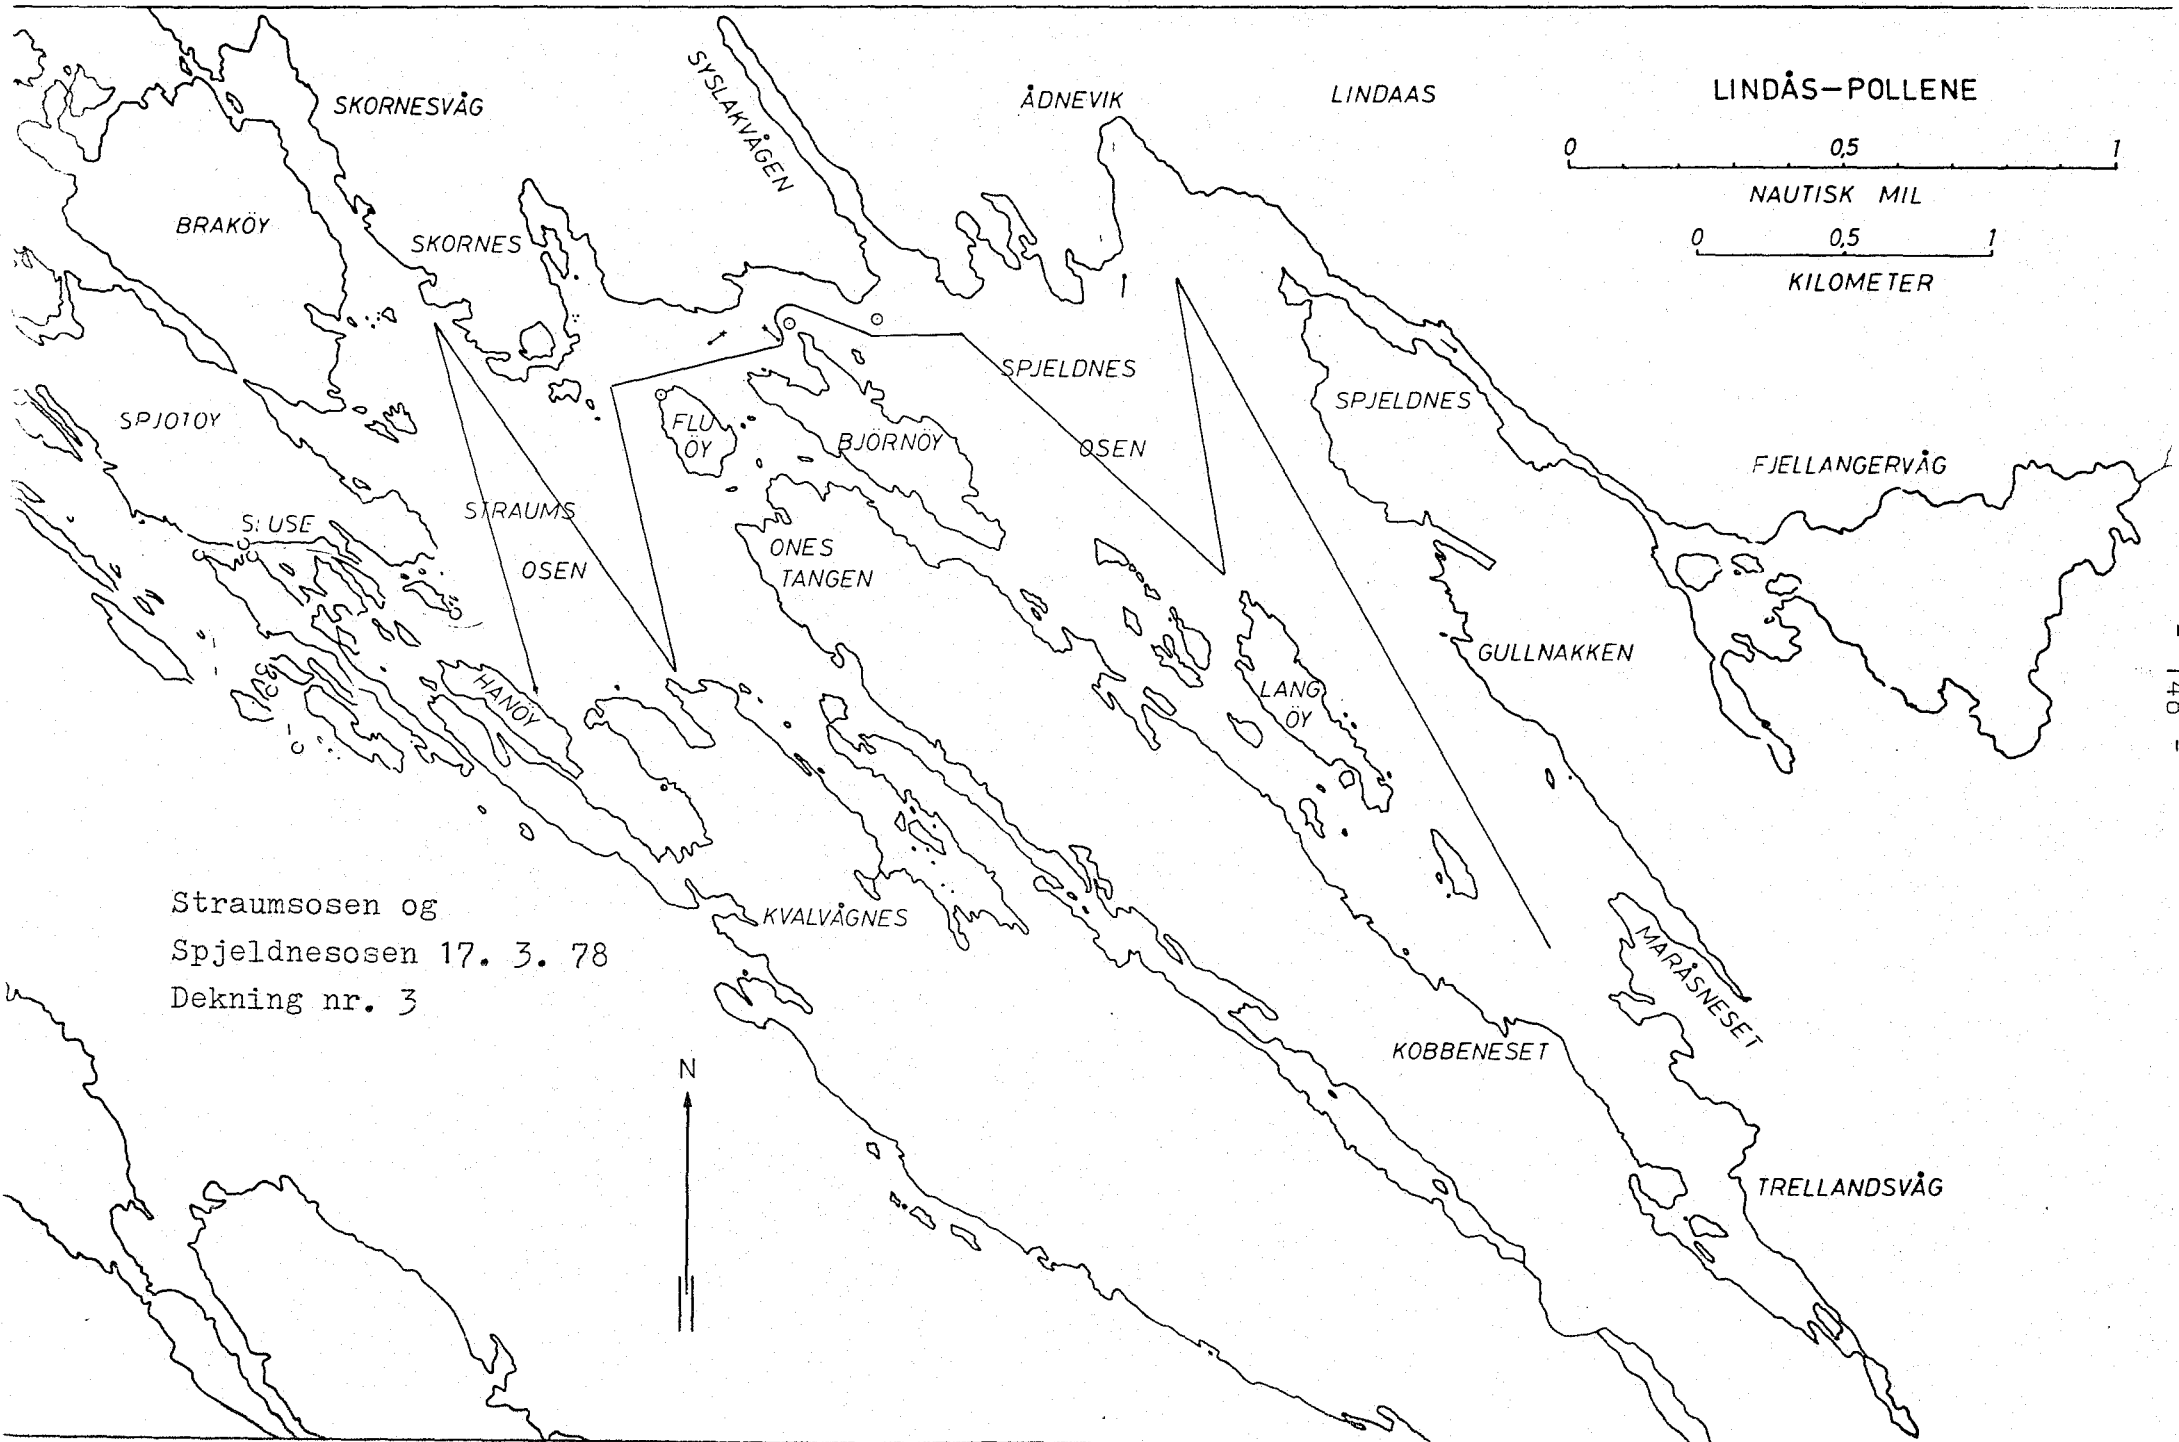 LINDÅS-POLLENE
0 0,5 1
NAUTISK MIL
0 0,5 1
KILOMETER
SKORNESVÅG
SYSLAKVÅGEN
ÅDNEVIK
LINDAAS
BRAKÖY
SKORNES
SPJELDNES
OSEN
SPJELDNES
SPJOTOY
FLU
ÖY
BJÖRNÖY
FJELLANGERVÅG
STRAUMS
OSEN
ONES
TANGEN
GULLNAKKEN
HANÖY
LANG
ÖY
KVALVÅGNES
MARÅSNESET
KOBBENESET
TRELLANDSVÅG
Straumsosen og
Spjeldnesosen 17. 3. 78
Dekning nr. 3
N